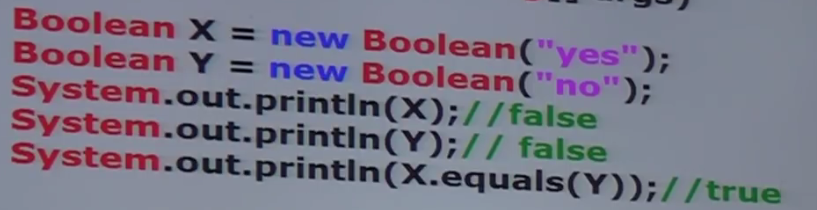 Boolean X = new Boolean("yes");
Boolean Y = new Boolean("no");
System.out.println(X);//false
System.out.println(Y);// false
System.out.println(X.equals(Y));//true